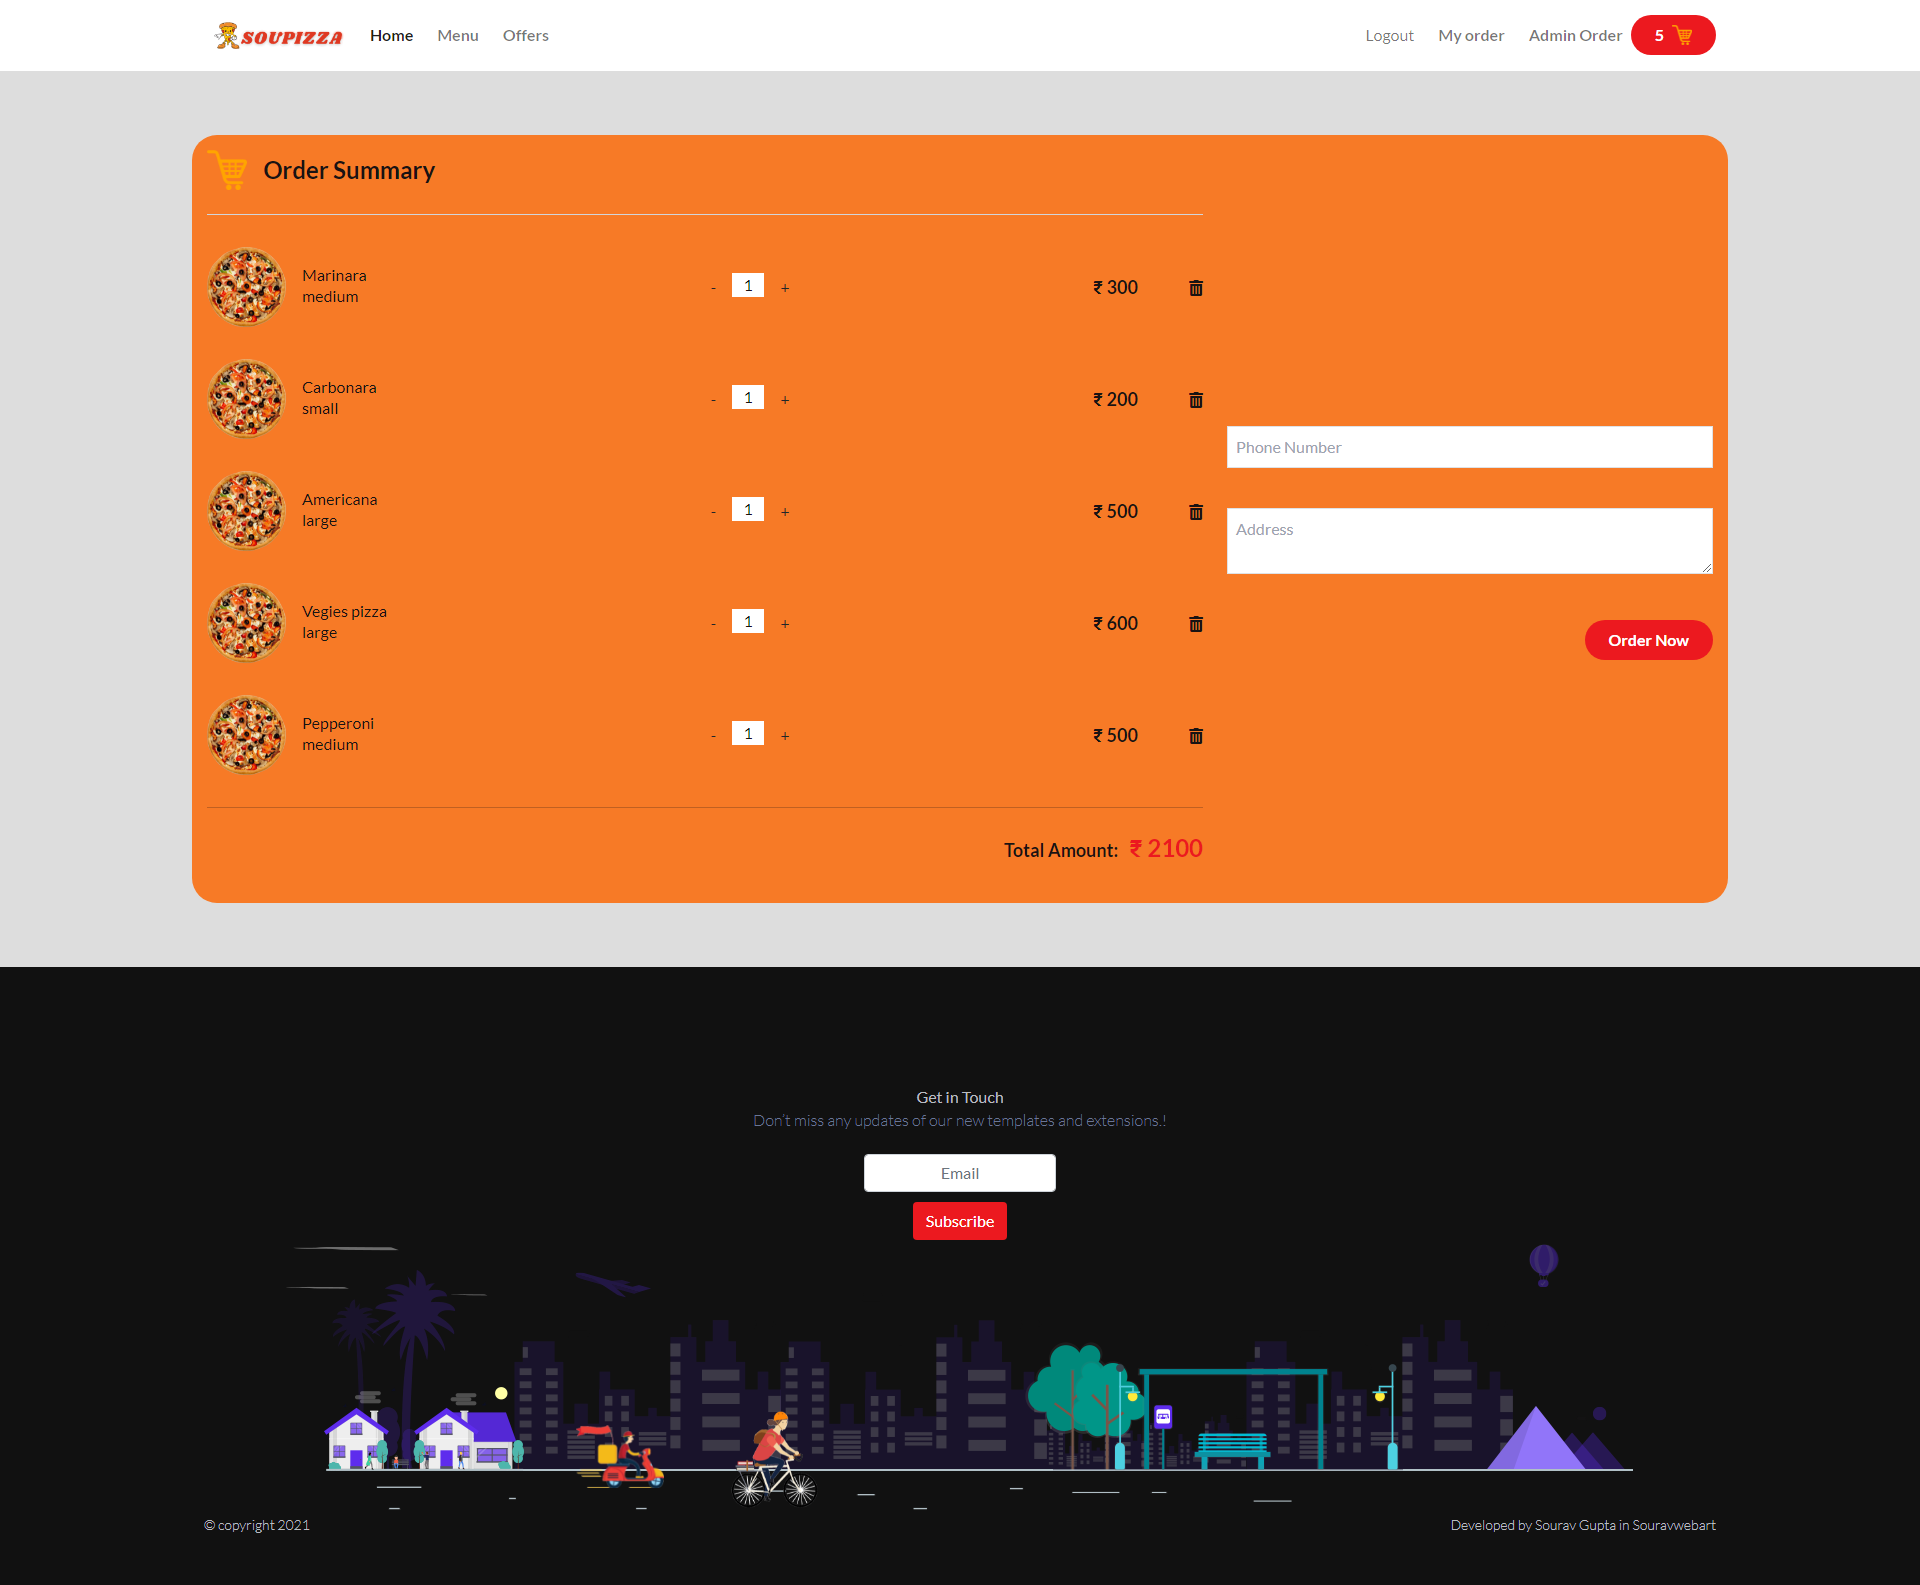 SOUPIZZA Home Menu Offers Logout My order Admin Order 5
Order Summary
Marinara
medium
- 1 +
₹ 300
Carbonara
small
- 1 +
₹ 200
Americana
large
- 1 +
₹ 500
Vegies pizza
large
- 1 +
₹ 600
Pepperoni
medium
- 1 +
₹ 500
Total Amount: ₹ 2100
Phone Number
Address
Order Now
Get in Touch
Don't miss any updates of our new templates and extensions.!
Email
Subscribe
© copyright 2021
Developed by Sourav Gupta in Souravwebart